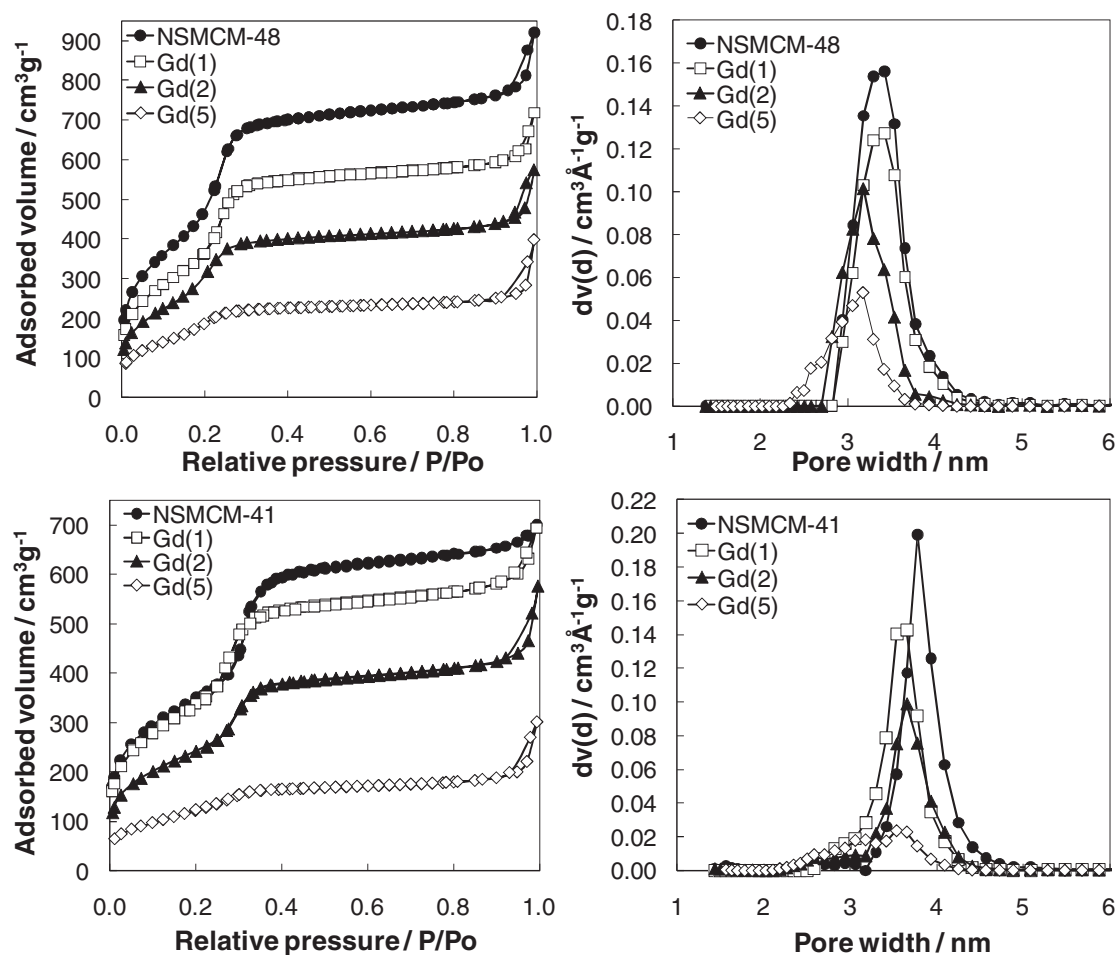 NSMCM-48
Gd(1)
Gd(2)
Gd(5)
Adsorbed volume / cm³g⁻¹
900
800
700
600
500
400
300
200
100
0
0.0 0.2 0.4 0.6 0.8 1.0
Relative pressure / P/Po
NSMCM-48
Gd(1)
Gd(2)
Gd(5)
dv(d) / cm³Å⁻¹g⁻¹
0.18
0.16
0.14
0.12
0.10
0.08
0.06
0.04
0.02
0.00
1 2 3 4 5 6
Pore width / nm
NSMCM-41
Gd(1)
Gd(2)
Gd(5)
Adsorbed volume / cm³g⁻¹
700
600
500
400
300
200
100
0
0.0 0.2 0.4 0.6 0.8 1.0
Relative pressure / P/Po
NSMCM-41
Gd(1)
Gd(2)
Gd(5)
dv(d) / cm³Å⁻¹g⁻¹
0.22
0.20
0.18
0.16
0.14
0.12
0.10
0.08
0.06
0.04
0.02
0.00
1 2 3 4 5 6
Pore width / nm